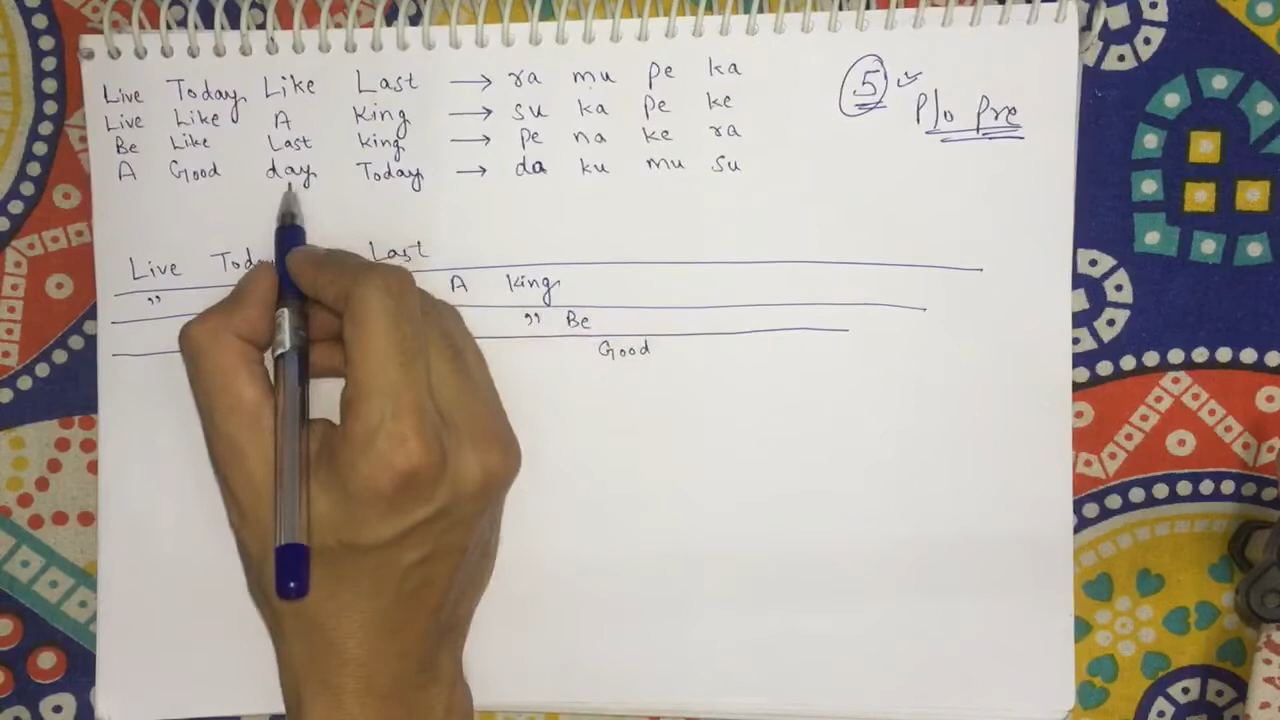 Live Today Like Last → ra mu pe ka
Live Like A King → su ka pe ke
Be Like Last king → pe na ke ra
A Good day Today → da ku mu su
5
P/o Pre
Live Today Last
" A King
" Be
Good